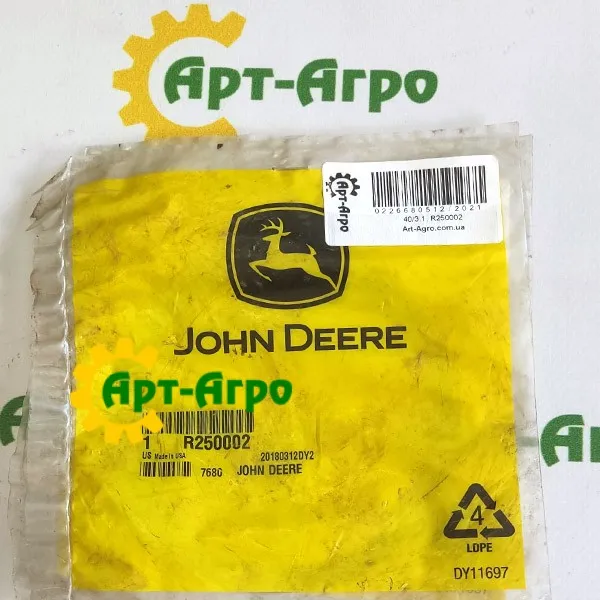 Арт-Агро
Арт-Агро
0226680512/2021
40/3.1, R250002
Art-Agro.com.ua
JOHN DEERE
Арт-Агро
1 R250002
US Made in USA 20180312DY2
7680 JOHN DEERE
4
LDPE
DY11697